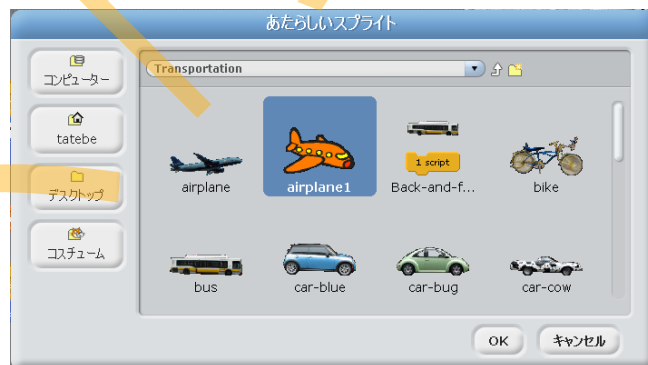 あたらしいスプライト
コンピューター
tatebe
デスクトップ
コスチューム
Transportation
airplane
airplane1
1 script
Back-and-f...
bike
bus
car-blue
car-bug
car-cow
OK
キャンセル